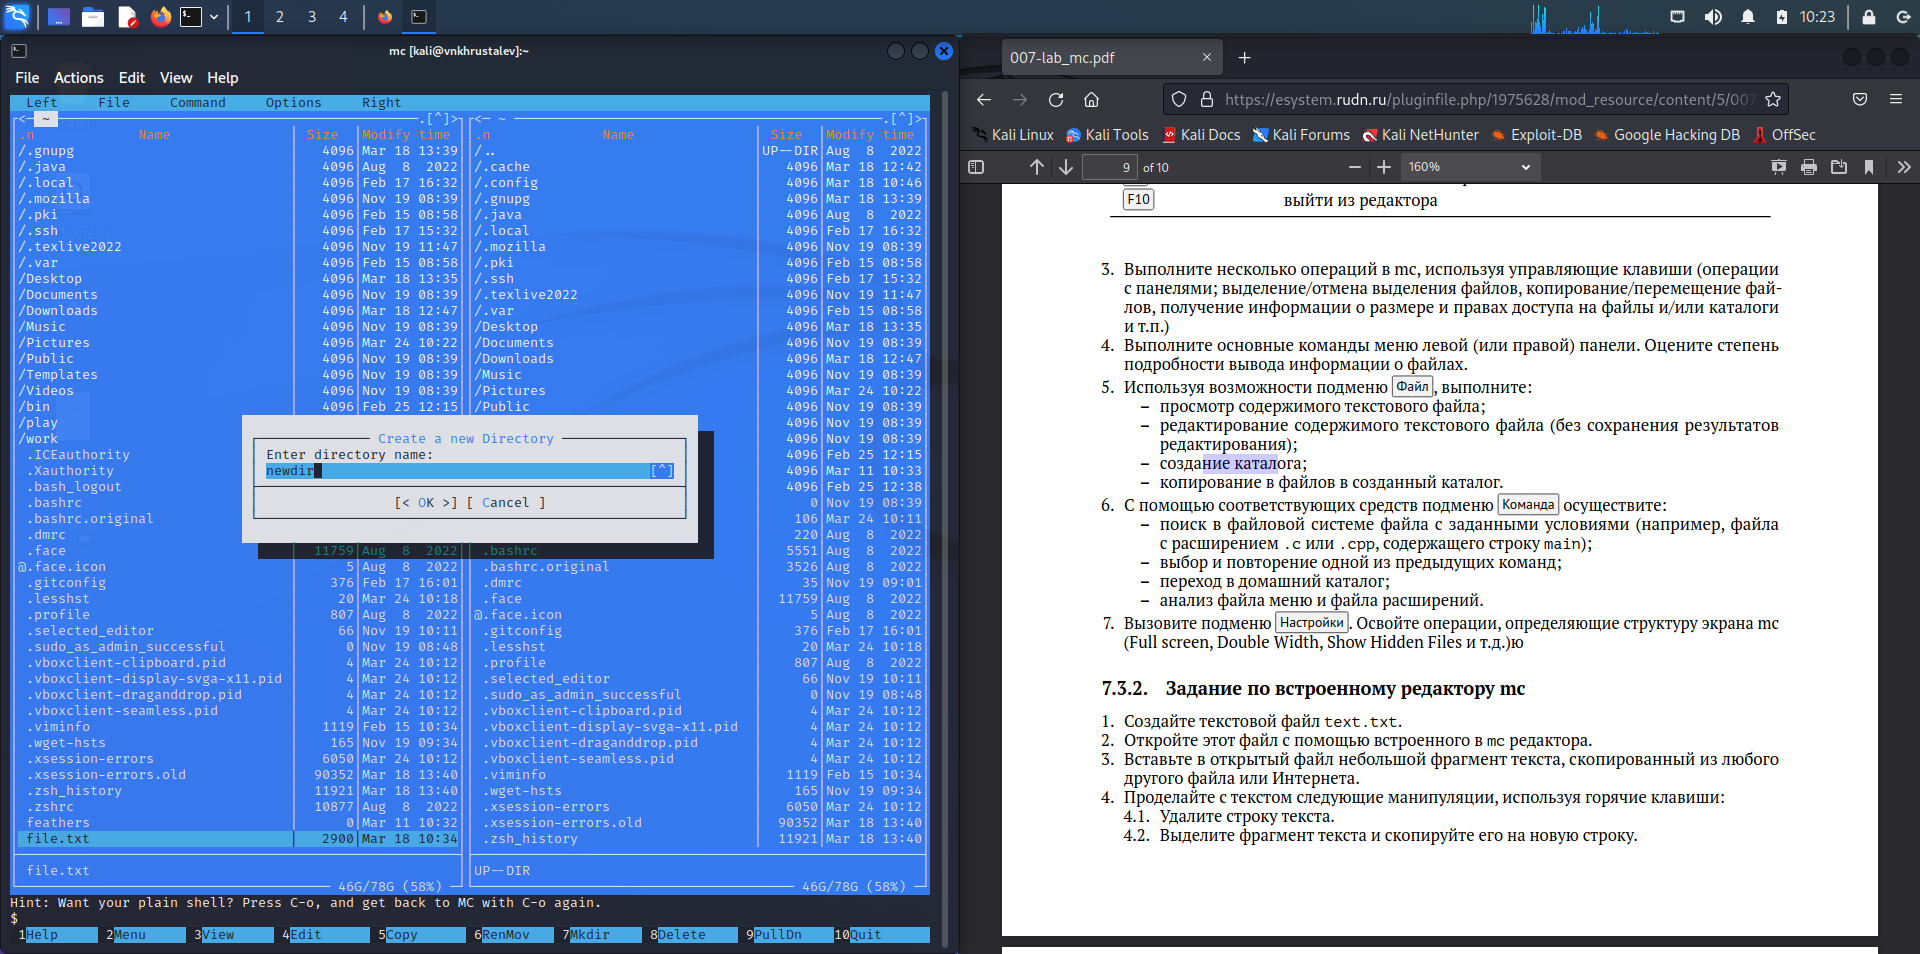 1 2 3 4 10:23
mc [kali@vnkhrustalev]:~
File Actions Edit View Help
Left File Command Options Right
<─ ~ ─.[^]>
.n Name Size Modify time
/.gnupg 4096 Mar 18 13:39
/.java 4096 Aug 8 2022
/.local 4096 Feb 17 16:32
/.mozilla 4096 Nov 19 08:39
/.pki 4096 Feb 15 08:58
/.ssh 4096 Feb 17 15:32
/.texlive2022 4096 Nov 19 11:47
/.var 4096 Feb 15 08:58
/Desktop 4096 Mar 18 13:35
/Documents 4096 Nov 19 08:39
/Downloads 4096 Mar 18 12:47
/Music 4096 Nov 19 08:39
/Pictures 4096 Mar 24 10:22
/Public 4096 Nov 19 08:39
/Templates 4096 Nov 19 08:39
/Videos 4096 Nov 19 08:39
/bin 4096 Feb 25 12:15
/play
/work
.ICEauthority
.Xauthority
.bash_logout
.bashrc
.bashrc.original
.dmrc
.face 11759 Aug 8 2022
@.face.icon 5 Aug 8 2022
.gitconfig 376 Feb 17 16:01
.lesshst 20 Mar 24 10:18
.profile 807 Aug 8 2022
.selected_editor 66 Nov 19 10:11
.sudo_as_admin_successful 0 Nov 19 08:48
.vboxclient-clipboard.pid 4 Mar 24 10:12
.vboxclient-display-svga-x11.pid 4 Mar 24 10:12
.vboxclient-draganddrop.pid 4 Mar 24 10:12
.vboxclient-seamless.pid 4 Mar 24 10:12
.viminfo 1119 Feb 15 10:34
.wget-hsts 165 Nov 19 09:34
.xsession-errors 6050 Mar 24 10:12
.xsession-errors.old 90352 Mar 18 13:40
.zsh_history 11921 Mar 18 13:40
.zshrc 10877 Aug 8 2022
feathers 0 Mar 11 10:32
file.txt 2900 Mar 18 10:34
file.txt
46G/78G (58%)
<─ ~ ─.[^]>
.n Name Size Modify time
/.. UP--DIR Aug 8 2022
/.cache 4096 Mar 18 12:42
/.config 4096 Mar 18 10:46
/.gnupg 4096 Mar 18 13:39
/.java 4096 Aug 8 2022
/.local 4096 Feb 17 16:32
/.mozilla 4096 Nov 19 08:39
/.pki 4096 Feb 15 08:58
/.ssh 4096 Feb 17 15:32
/.texlive2022 4096 Nov 19 11:47
/.var 4096 Feb 15 08:58
/Desktop 4096 Mar 18 13:35
/Documents 4096 Nov 19 08:39
/Downloads 4096 Mar 18 12:47
/Music 4096 Nov 19 08:39
/Pictures 4096 Mar 24 10:22
/Public 4096 Nov 19 08:39
4096 Nov 19 08:39
4096 Nov 19 08:39
4096 Feb 25 12:15
4096 Mar 11 10:33
4096 Feb 25 12:38
0 Nov 19 08:39
106 Mar 24 10:11
220 Aug 8 2022
.bashrc 5551 Aug 8 2022
.bashrc.original 3526 Aug 8 2022
.dmrc 35 Nov 19 09:01
.face 11759 Aug 8 2022
@.face.icon 5 Aug 8 2022
.gitconfig 376 Feb 17 16:01
.lesshst 20 Mar 24 10:18
.profile 807 Aug 8 2022
.selected_editor 66 Nov 19 10:11
.sudo_as_admin_successful 0 Nov 19 08:48
.vboxclient-clipboard.pid 4 Mar 24 10:12
.vboxclient-display-svga-x11.pid 4 Mar 24 10:12
.vboxclient-draganddrop.pid 4 Mar 24 10:12
.vboxclient-seamless.pid 4 Mar 24 10:12
.viminfo 1119 Feb 15 10:34
.wget-hsts 165 Nov 19 09:34
.xsession-errors 6050 Mar 24 10:12
.xsession-errors.old 90352 Mar 18 13:40
.zsh_history 11921 Mar 18 13:40
UP--DIR
46G/78G (58%)
Create a new Directory
Enter directory name:
newdir [^]
[< OK >] [ Cancel ]
Hint: Want your plain shell? Press C-o, and get back to MC with C-o again.
$
1Help 2Menu 3View 4Edit 5Copy 6RenMov 7Mkdir 8Delete 9PullDn 10Quit
007-lab_mc.pdf
https://esystem.rudn.ru/pluginfile.php/1975628/mod_resource/content/5/007
Kali Linux Kali Tools Kali Docs Kali Forums Kali NetHunter Exploit-DB Google Hacking DB OffSec
9 of 10 160%
F10 выйти из редактора
3. Выполните несколько операций в mc, используя управляющие клавиши (операции
с панелями; выделение/отмена выделения файлов, копирование/перемещение фай-
лов, получение информации о размере и правах доступа на файлы и/или каталоги
и т.п.)
4. Выполните основные команды меню левой (или правой) панели. Оцените степень
подробности вывода информации о файлах.
5. Используя возможности подменю Файл, выполните:
– просмотр содержимого текстового файла;
– редактирование содержимого текстового файла (без сохранения результатов
редактирования);
– создание каталога;
– копирование в файлов в созданный каталог.
6. С помощью соответствующих средств подменю Команда осуществите:
– поиск в файловой системе файла с заданными условиями (например, файла
с расширением .c или .cpp, содержащего строку main);
– выбор и повторение одной из предыдущих команд;
– переход в домашний каталог;
– анализ файла меню и файла расширений.
7. Вызовите подменю Настройки. Освойте операции, определяющие структуру экрана mc
(Full screen, Double Width, Show Hidden Files и т.д.)ю
7.3.2. Задание по встроенному редактору mc
1. Создайте текстовой файл text.txt.
2. Откройте этот файл с помощью встроенного в mc редактора.
3. Вставьте в открытый файл небольшой фрагмент текста, скопированный из любого
другого файла или Интернета.
4. Проделайте с текстом следующие манипуляции, используя горячие клавиши:
4.1. Удалите строку текста.
4.2. Выделите фрагмент текста и скопируйте его на новую строку.